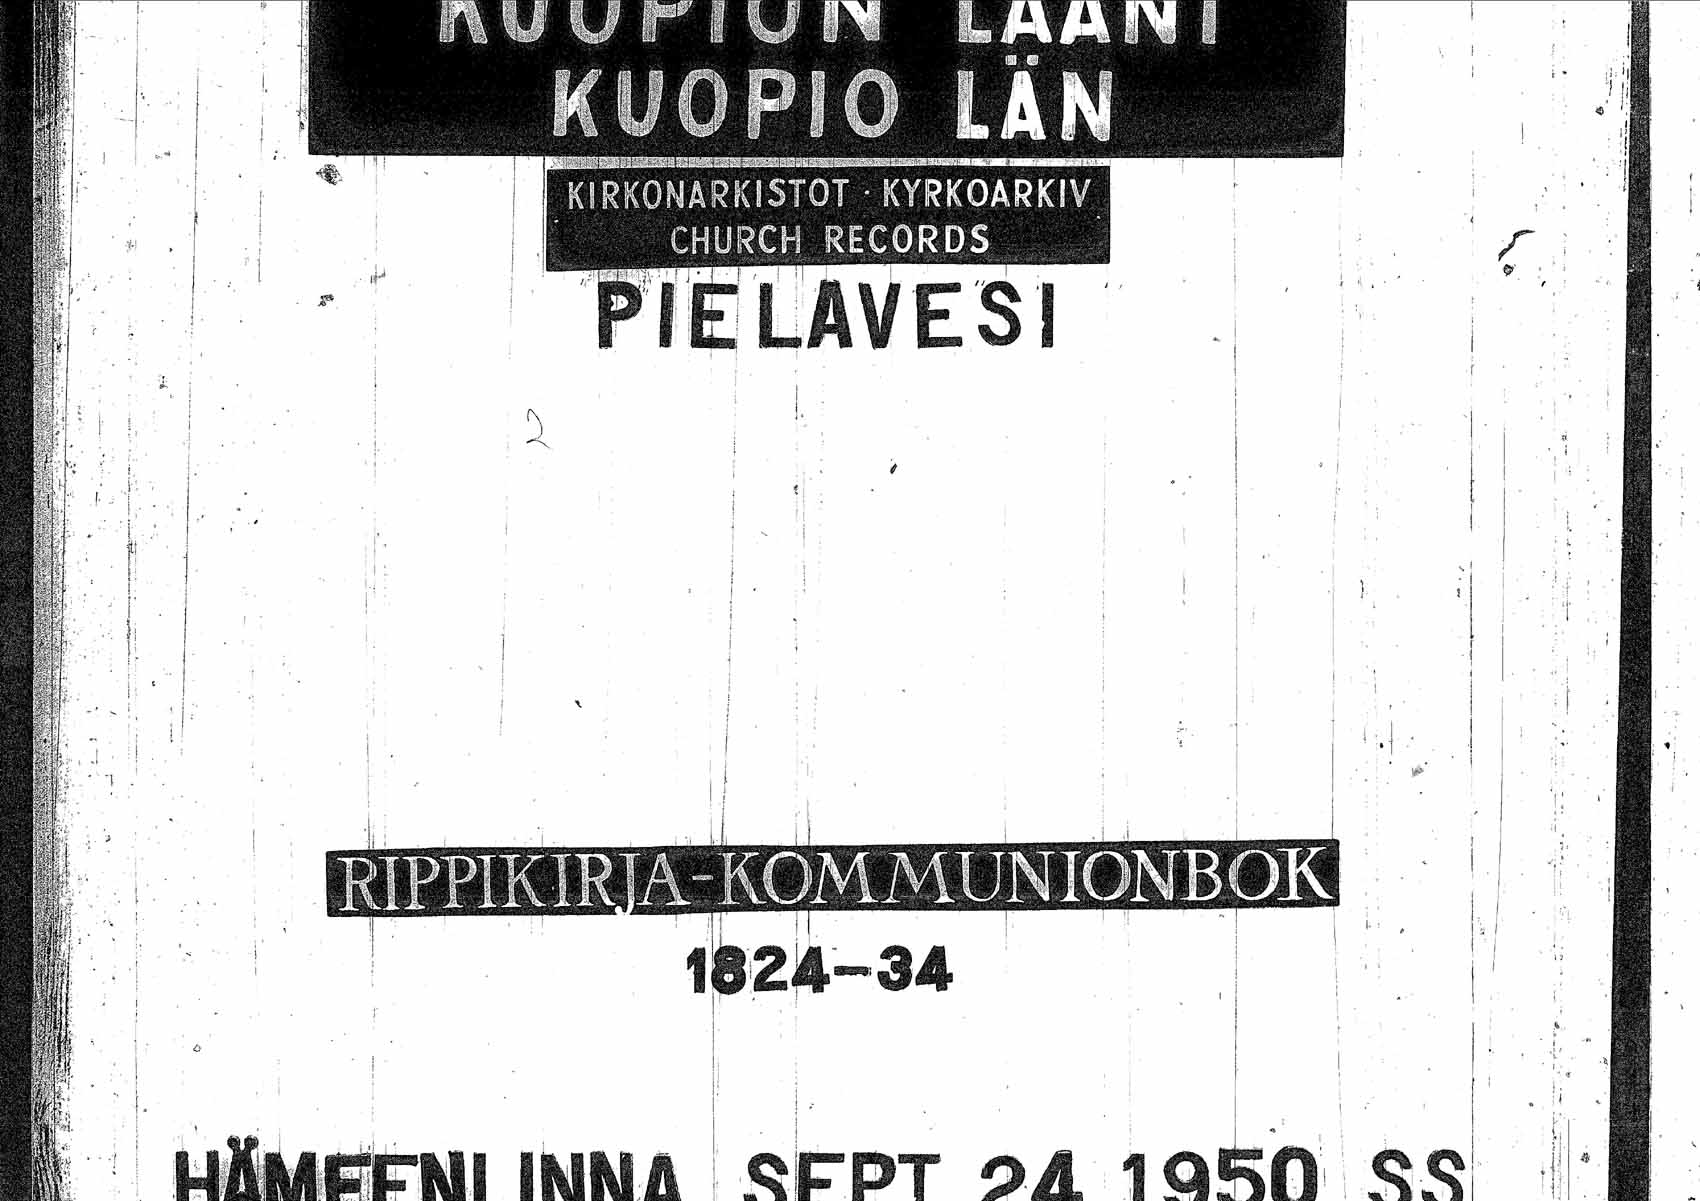 KUOPION LÄÄNI
KUOPIO LÄN
KIRKONARKISTOT · KYRKOARKIV
CHURCH RECORDS
PIELAVESI
2
RIPPIKIRJA-KOMMUNIONBOK
1824-34
HÄMEENLINNA SEPT 24 1950 SS